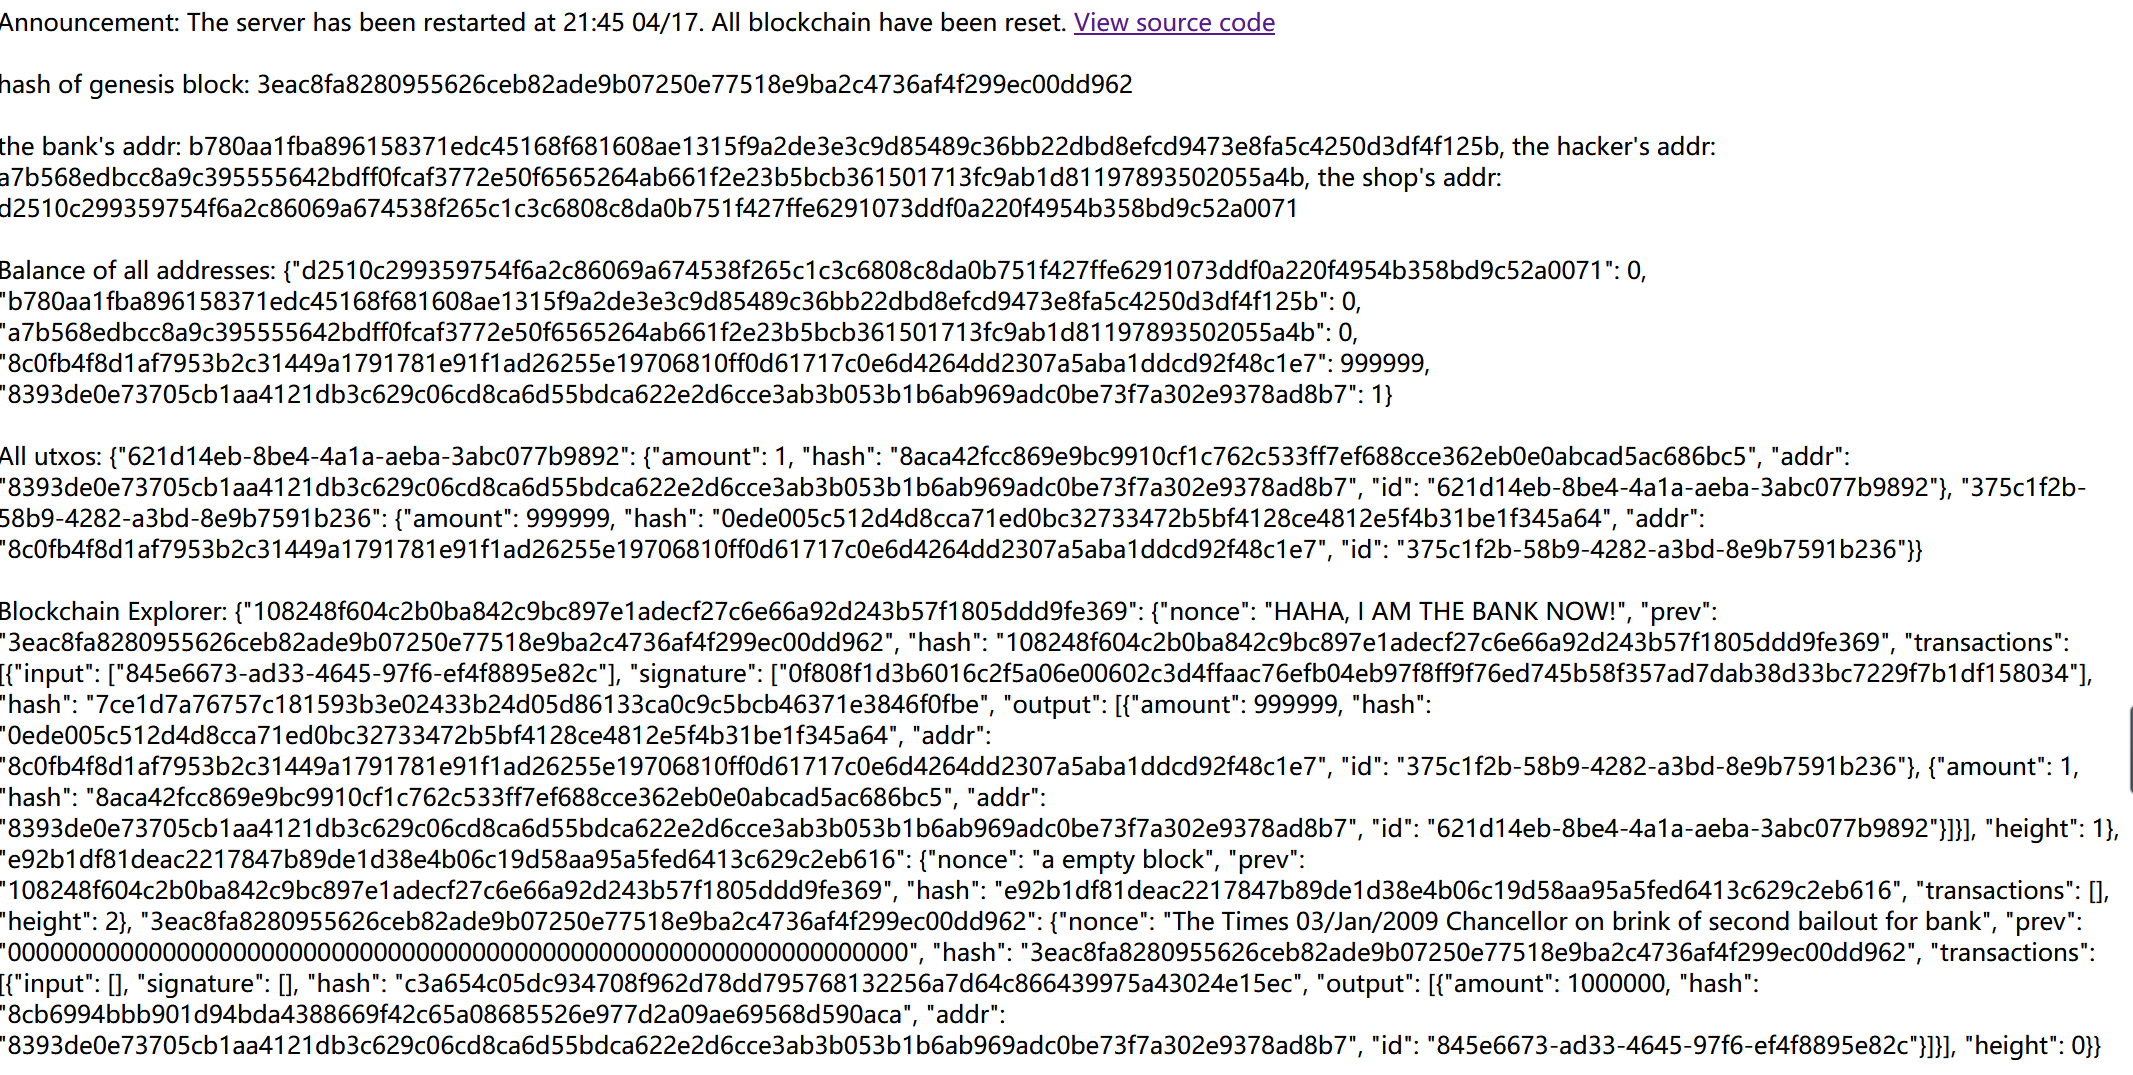 Announcement: The server has been restarted at 21:45 04/17. All blockchain have been reset. View source code
hash of genesis block: 3eac8fa8280955626ceb82ade9b07250e77518e9ba2c4736af4f299ec00dd962
the bank's addr: b780aa1fba896158371edc45168f681608ae1315f9a2de3e3c9d85489c36bb22dbd8efcd9473e8fa5c4250d3df4f125b, the hacker's addr:
a7b568edbcc8a9c395555642bdff0fcaf3772e50f6565264ab661f2e23b5bcb361501713fc9ab1d81197893502055a4b, the shop's addr:
d2510c299359754f6a2c86069a674538f265c1c3c6808c8da0b751f427ffe6291073ddf0a220f4954b358bd9c52a0071
Balance of all addresses: {"d2510c299359754f6a2c86069a674538f265c1c3c6808c8da0b751f427ffe6291073ddf0a220f4954b358bd9c52a0071": 0,
"b780aa1fba896158371edc45168f681608ae1315f9a2de3e3c9d85489c36bb22dbd8efcd9473e8fa5c4250d3df4f125b": 0,
"a7b568edbcc8a9c395555642bdff0fcaf3772e50f6565264ab661f2e23b5bcb361501713fc9ab1d81197893502055a4b": 0,
"8c0fb4f8d1af7953b2c31449a1791781e91f1ad26255e19706810ff0d61717c0e6d4264dd2307a5aba1ddcd92f48c1e7": 999999,
"8393de0e73705cb1aa4121db3c629c06cd8ca6d55bdca622e2d6cce3ab3b053b1b6ab969adc0be73f7a302e9378ad8b7": 1}
All utxos: {"621d14eb-8be4-4a1a-aeba-3abc077b9892": {"amount": 1, "hash": "8aca42fcc869e9bc9910cf1c762c533ff7ef688cce362eb0e0abcad5ac686bc5", "addr":
"8393de0e73705cb1aa4121db3c629c06cd8ca6d55bdca622e2d6cce3ab3b053b1b6ab969adc0be73f7a302e9378ad8b7", "id": "621d14eb-8be4-4a1a-aeba-3abc077b9892"}, "375c1f2b-
58b9-4282-a3bd-8e9b7591b236": {"amount": 999999, "hash": "0ede005c512d4d8cca71ed0bc32733472b5bf4128ce4812e5f4b31be1f345a64", "addr":
"8c0fb4f8d1af7953b2c31449a1791781e91f1ad26255e19706810ff0d61717c0e6d4264dd2307a5aba1ddcd92f48c1e7", "id": "375c1f2b-58b9-4282-a3bd-8e9b7591b236"}}
Blockchain Explorer: {"108248f604c2b0ba842c9bc897e1adecf27c6e66a92d243b57f1805ddd9fe369": {"nonce": "HAHA, I AM THE BANK NOW!", "prev":
"3eac8fa8280955626ceb82ade9b07250e77518e9ba2c4736af4f299ec00dd962", "hash": "108248f604c2b0ba842c9bc897e1adecf27c6e66a92d243b57f1805ddd9fe369", "transactions":
[{"input": ["845e6673-ad33-4645-97f6-ef4f8895e82c"], "signature": ["0f808f1d3b6016c2f5a06e00602c3d4ffaac76efb04eb97f8ff9f76ed745b58f357ad7dab38d33bc7229f7b1df158034"],
"hash": "7ce1d7a76757c181593b3e02433b24d05d86133ca0c9c5bcb46371e3846f0fbe", "output": [{"amount": 999999, "hash":
"0ede005c512d4d8cca71ed0bc32733472b5bf4128ce4812e5f4b31be1f345a64", "addr":
"8c0fb4f8d1af7953b2c31449a1791781e91f1ad26255e19706810ff0d61717c0e6d4264dd2307a5aba1ddcd92f48c1e7", "id": "375c1f2b-58b9-4282-a3bd-8e9b7591b236"}, {"amount": 1,
"hash": "8aca42fcc869e9bc9910cf1c762c533ff7ef688cce362eb0e0abcad5ac686bc5", "addr":
"8393de0e73705cb1aa4121db3c629c06cd8ca6d55bdca622e2d6cce3ab3b053b1b6ab969adc0be73f7a302e9378ad8b7", "id": "621d14eb-8be4-4a1a-aeba-3abc077b9892"}]}], "height": 1},
"e92b1df81deac2217847b89de1d38e4b06c19d58aa95a5fed6413c629c2eb616": {"nonce": "a empty block", "prev":
"108248f604c2b0ba842c9bc897e1adecf27c6e66a92d243b57f1805ddd9fe369", "hash": "e92b1df81deac2217847b89de1d38e4b06c19d58aa95a5fed6413c629c2eb616", "transactions": [],
"height": 2}, "3eac8fa8280955626ceb82ade9b07250e77518e9ba2c4736af4f299ec00dd962": {"nonce": "The Times 03/Jan/2009 Chancellor on brink of second bailout for bank", "prev":
"0000000000000000000000000000000000000000000000000000000000000000", "hash": "3eac8fa8280955626ceb82ade9b07250e77518e9ba2c4736af4f299ec00dd962", "transactions":
[{"input": [], "signature": [], "hash": "c3a654c05dc934708f962d78dd795768132256a7d64c866439975a43024e15ec", "output": [{"amount": 1000000, "hash":
"8cb6994bbb901d94bda4388669f42c65a08685526e977d2a09ae69568d590aca", "addr":
"8393de0e73705cb1aa4121db3c629c06cd8ca6d55bdca622e2d6cce3ab3b053b1b6ab969adc0be73f7a302e9378ad8b7", "id": "845e6673-ad33-4645-97f6-ef4f8895e82c"}]}], "height": 0}}